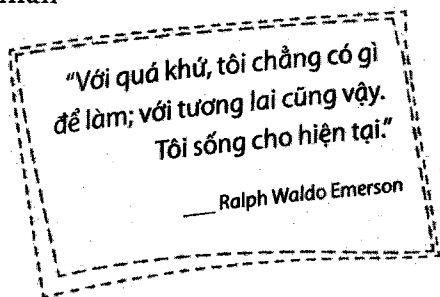 “Với quá khứ, tôi chẳng có gì
để làm; với tương lai cũng vậy.
Tôi sống cho hiện tại.”
___ Ralph Waldo Emerson